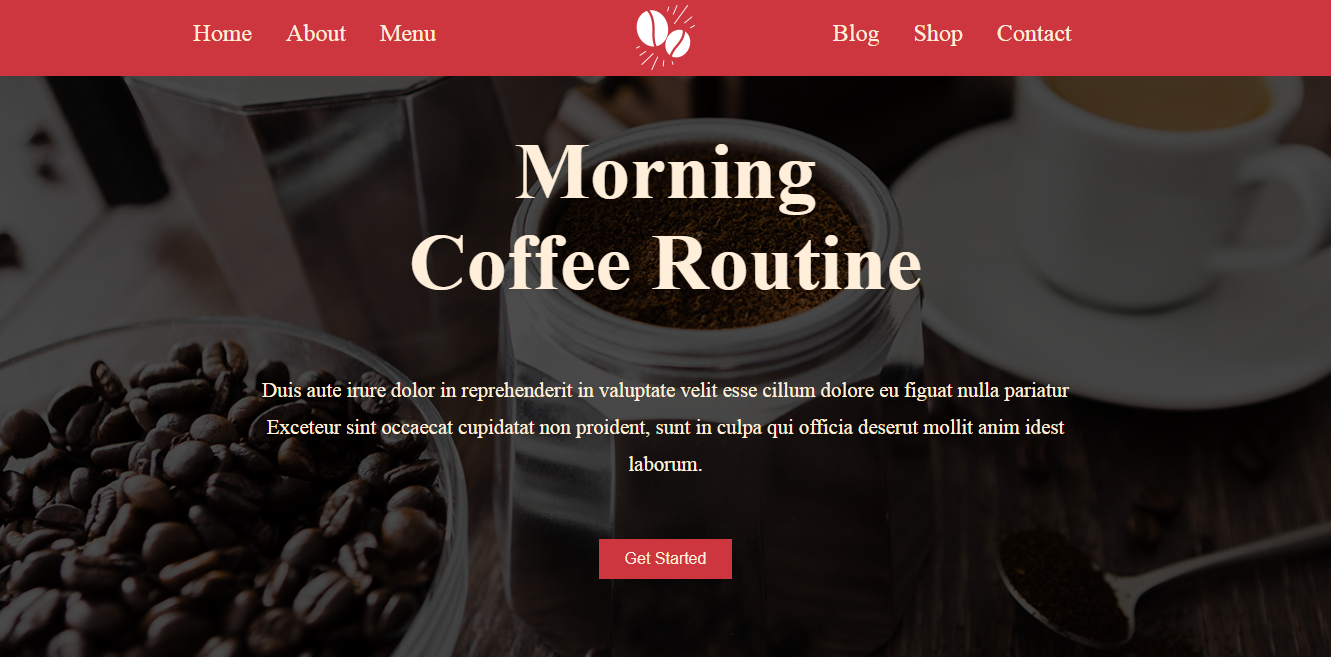 Home About Menu Blog Shop Contact
Morning
Coffee Routine
Duis aute irure dolor in reprehenderit in valuptate velit esse cillum dolore eu figuat nulla pariatur
Exceteur sint occaecat cupidatat non proident, sunt in culpa qui officia deserut mollit anim idest
laborum.
Get Started